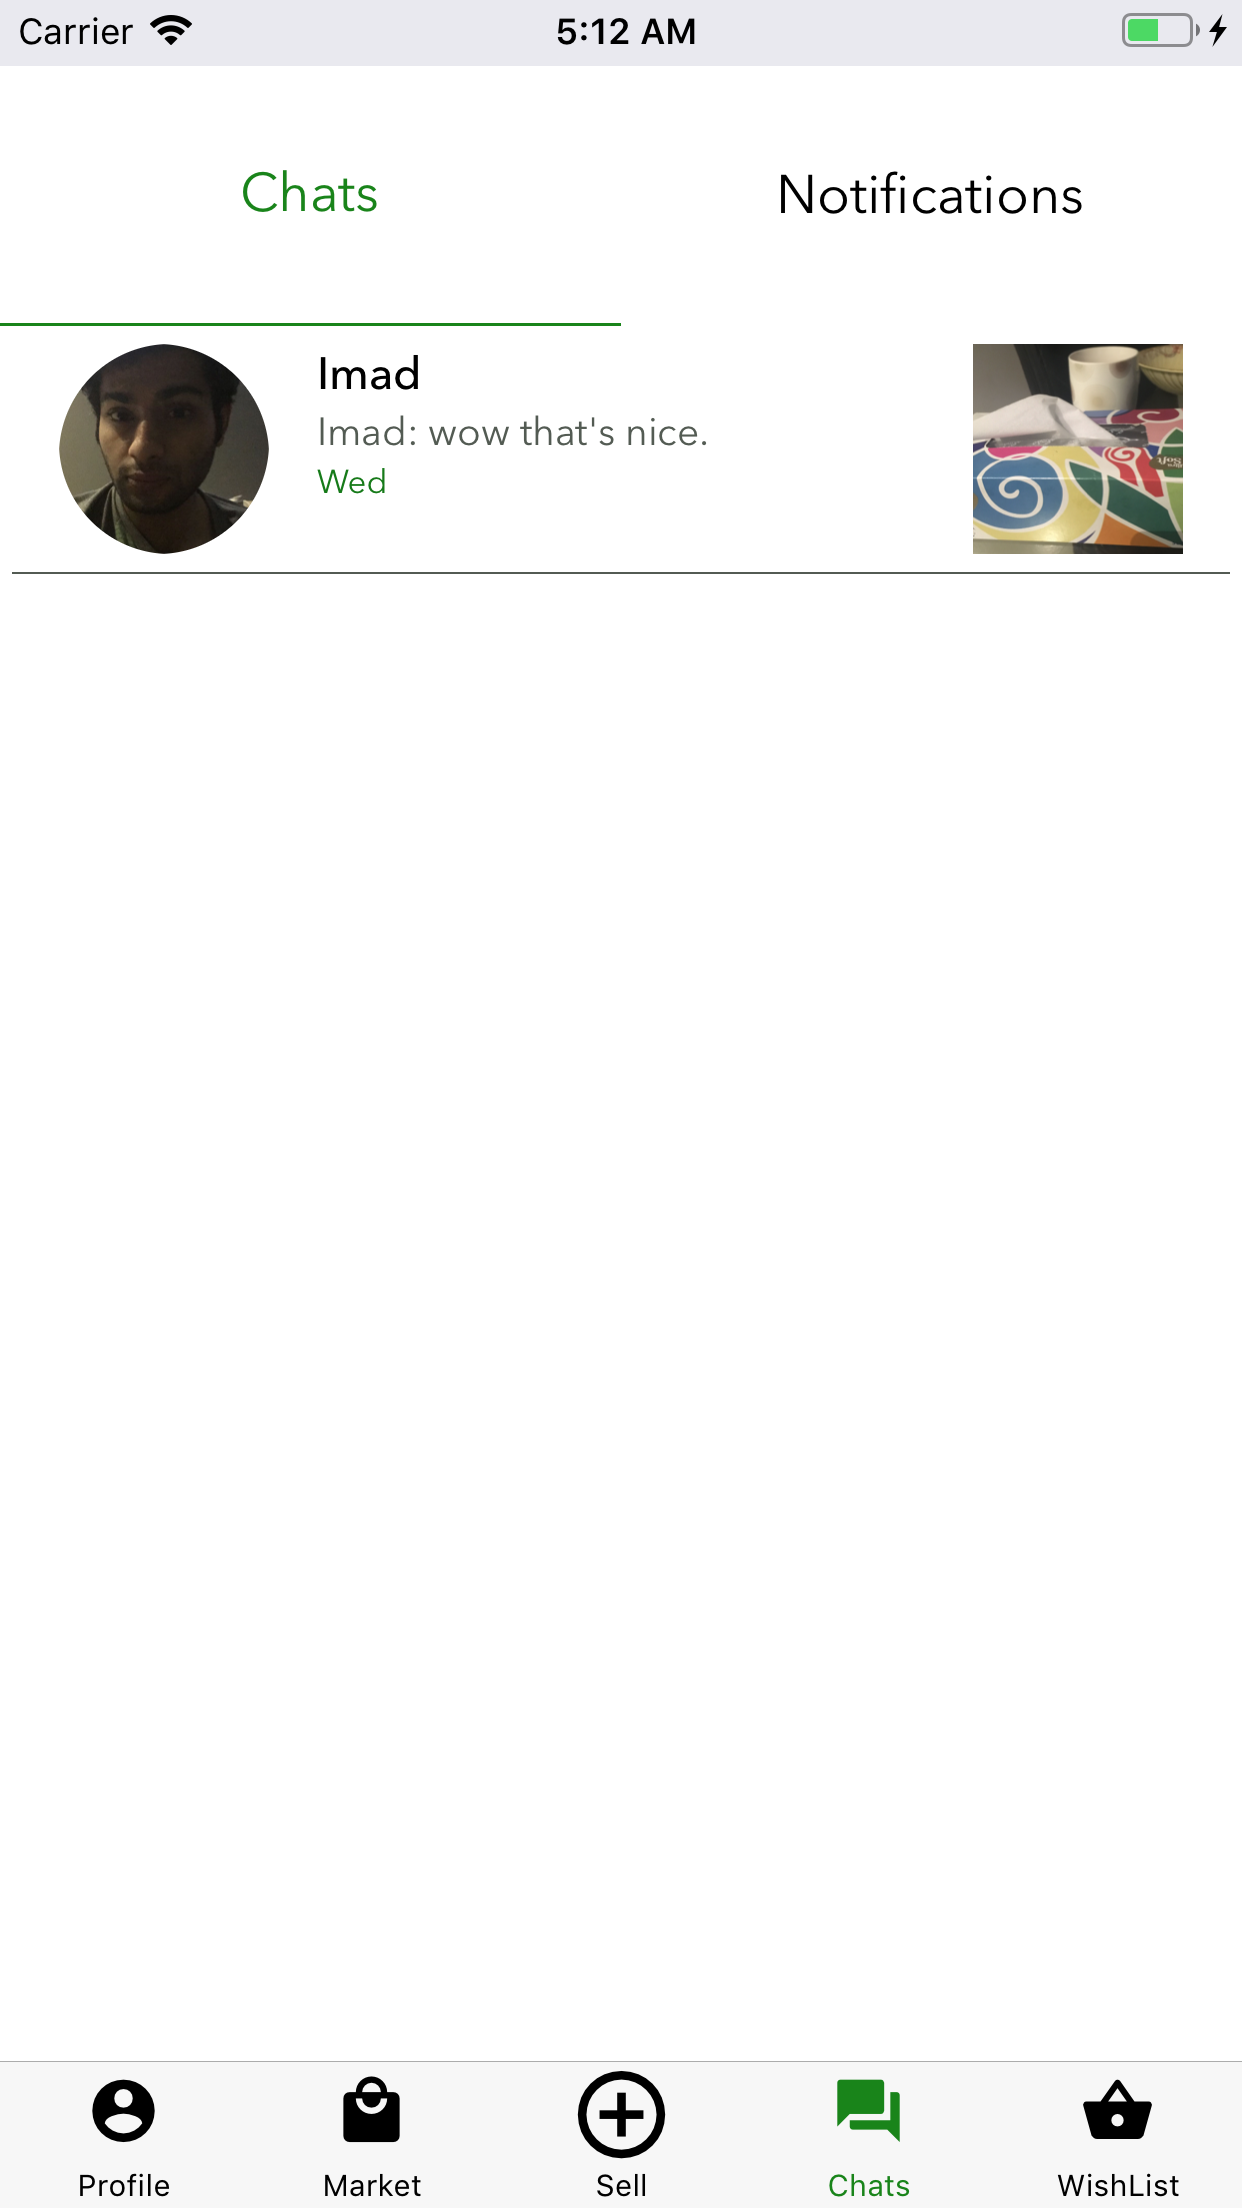 Carrier 5:12 AM
Chats Notifications
Imad
Imad: wow that's nice.
Wed
Profile Market Sell Chats WishList